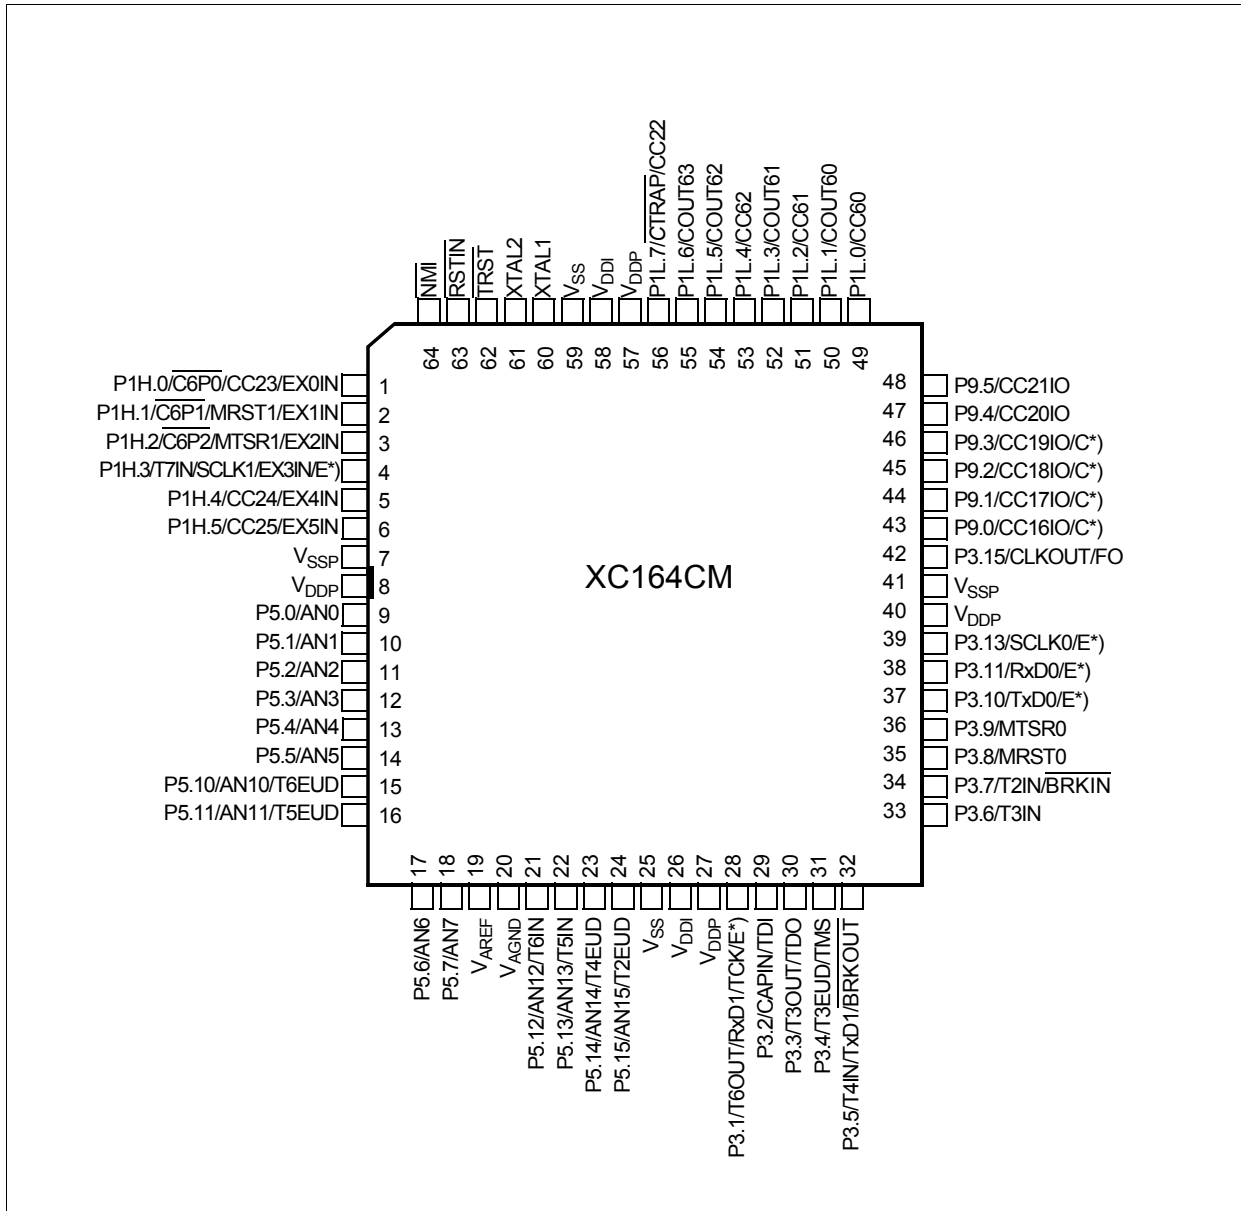 P1L.7/CTRAP/CC22
P1L.6/COUT63
P1L.5/COUT62
P1L.4/CC62
P1L.3/COUT61
P1L.2/CC61
P1L.1/COUT60
P1L.0/CC60
NMI
RSTIN
TRST
XTAL2
XTAL1
VSS
VDDI
VDDP
64 63 62 61 60 59 58 57 56 55 54 53 52 51 50 49
P1H.0/C6P0/CC23/EX0IN 1
P1H.1/C6P1/MRST1/EX1IN 2
P1H.2/C6P2/MTSR1/EX2IN 3
P1H.3/T7IN/SCLK1/EX3IN/E*) 4
P1H.4/CC24/EX4IN 5
P1H.5/CC25/EX5IN 6
VSSP 7
VDDP 8
P5.0/AN0 9
P5.1/AN1 10
P5.2/AN2 11
P5.3/AN3 12
P5.4/AN4 13
P5.5/AN5 14
P5.10/AN10/T6EUD 15
P5.11/AN11/T5EUD 16
XC164CM
48 P9.5/CC21IO
47 P9.4/CC20IO
46 P9.3/CC19IO/C*)
45 P9.2/CC18IO/C*)
44 P9.1/CC17IO/C*)
43 P9.0/CC16IO/C*)
42 P3.15/CLKOUT/FO
41 VSSP
40 VDDP
39 P3.13/SCLK0/E*)
38 P3.11/RxD0/E*)
37 P3.10/TxD0/E*)
36 P3.9/MTSR0
35 P3.8/MRST0
34 P3.7/T2IN/BRKIN
33 P3.6/T3IN
17 18 19 20 21 22 23 24 25 26 27 28 29 30 31 32
P5.6/AN6
P5.7/AN7
VAREF
VAGND
P5.12/AN12/T6IN
P5.13/AN13/T5IN
P5.14/AN14/T4EUD
P5.15/AN15/T2EUD
VSS
VDDI
VDDP
P3.1/T6OUT/RxD1/TCK/E*)
P3.2/CAPIN/TDI
P3.3/T3OUT/TDO
P3.4/T3EUD/TMS
P3.5/T4IN/TxD1/BRKOUT